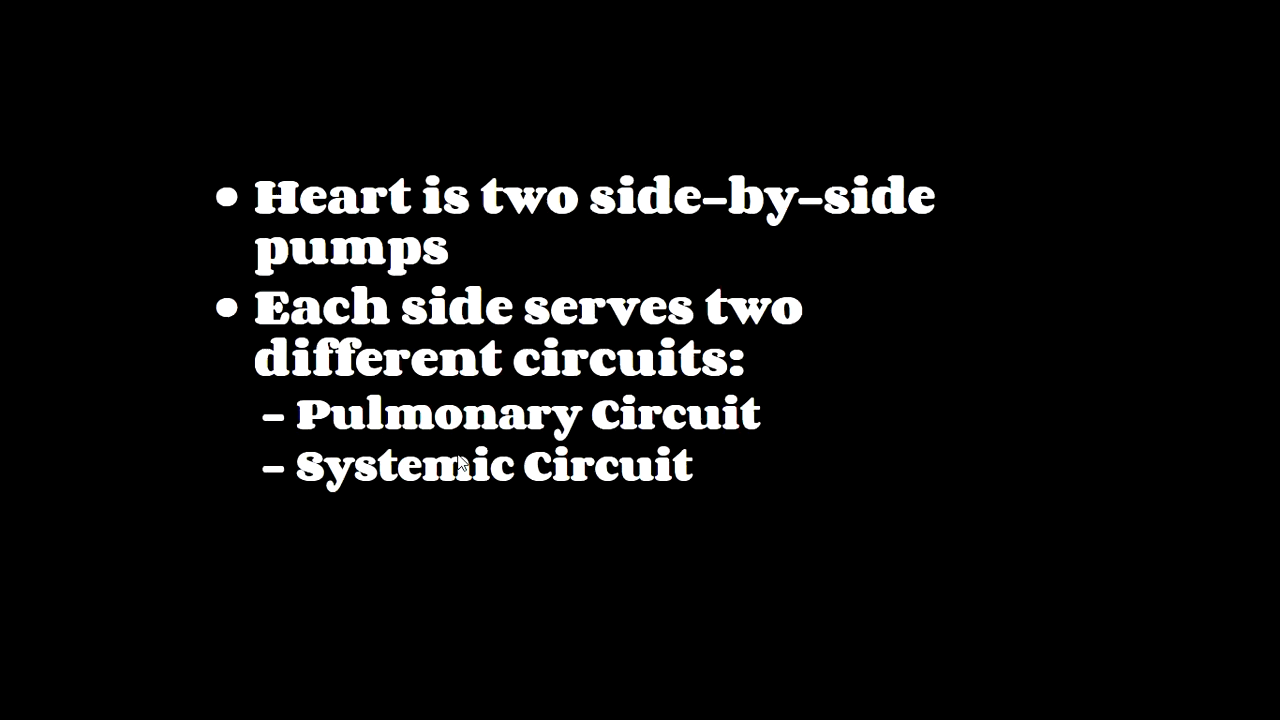 • Heart is two side-by-side
pumps
• Each side serves two
different circuits:
– Pulmonary Circuit
– Systemic Circuit